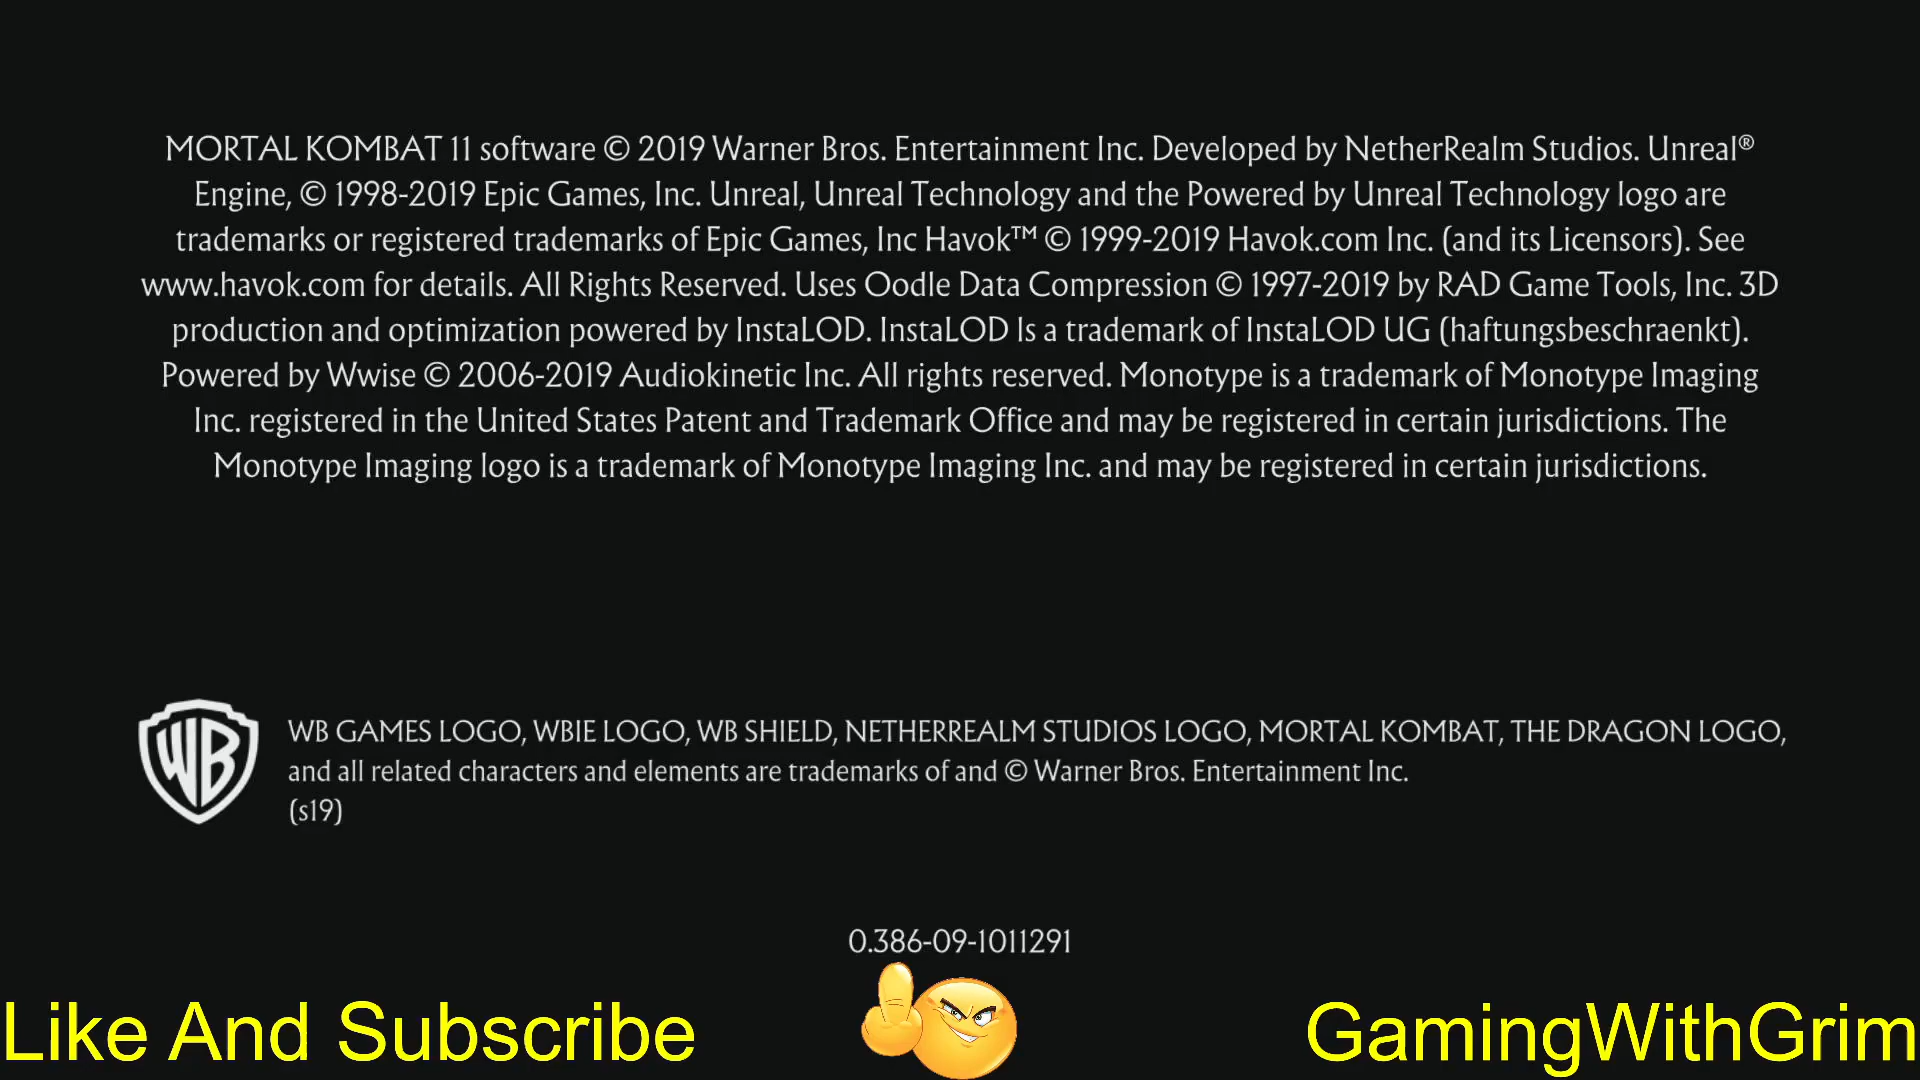 MORTAL KOMBAT 11 software © 2019 Warner Bros. Entertainment Inc. Developed by NetherRealm Studios. Unreal®
Engine, © 1998-2019 Epic Games, Inc. Unreal, Unreal Technology and the Powered by Unreal Technology logo are
trademarks or registered trademarks of Epic Games, Inc Havok™ © 1999-2019 Havok.com Inc. (and its Licensors). See
www.havok.com for details. All Rights Reserved. Uses Oodle Data Compression © 1997-2019 by RAD Game Tools, Inc. 3D
production and optimization powered by InstaLOD. InstaLOD Is a trademark of InstaLOD UG (haftungsbeschraenkt).
Powered by Wwise © 2006-2019 Audiokinetic Inc. All rights reserved. Monotype is a trademark of Monotype Imaging
Inc. registered in the United States Patent and Trademark Office and may be registered in certain jurisdictions. The
Monotype Imaging logo is a trademark of Monotype Imaging Inc. and may be registered in certain jurisdictions.
WB
WB GAMES LOGO, WBIE LOGO, WB SHIELD, NETHERREALM STUDIOS LOGO, MORTAL KOMBAT, THE DRAGON LOGO,
and all related characters and elements are trademarks of and © Warner Bros. Entertainment Inc.
(s19)
0.386-09-1011291
Like And Subscribe
GamingWithGrim